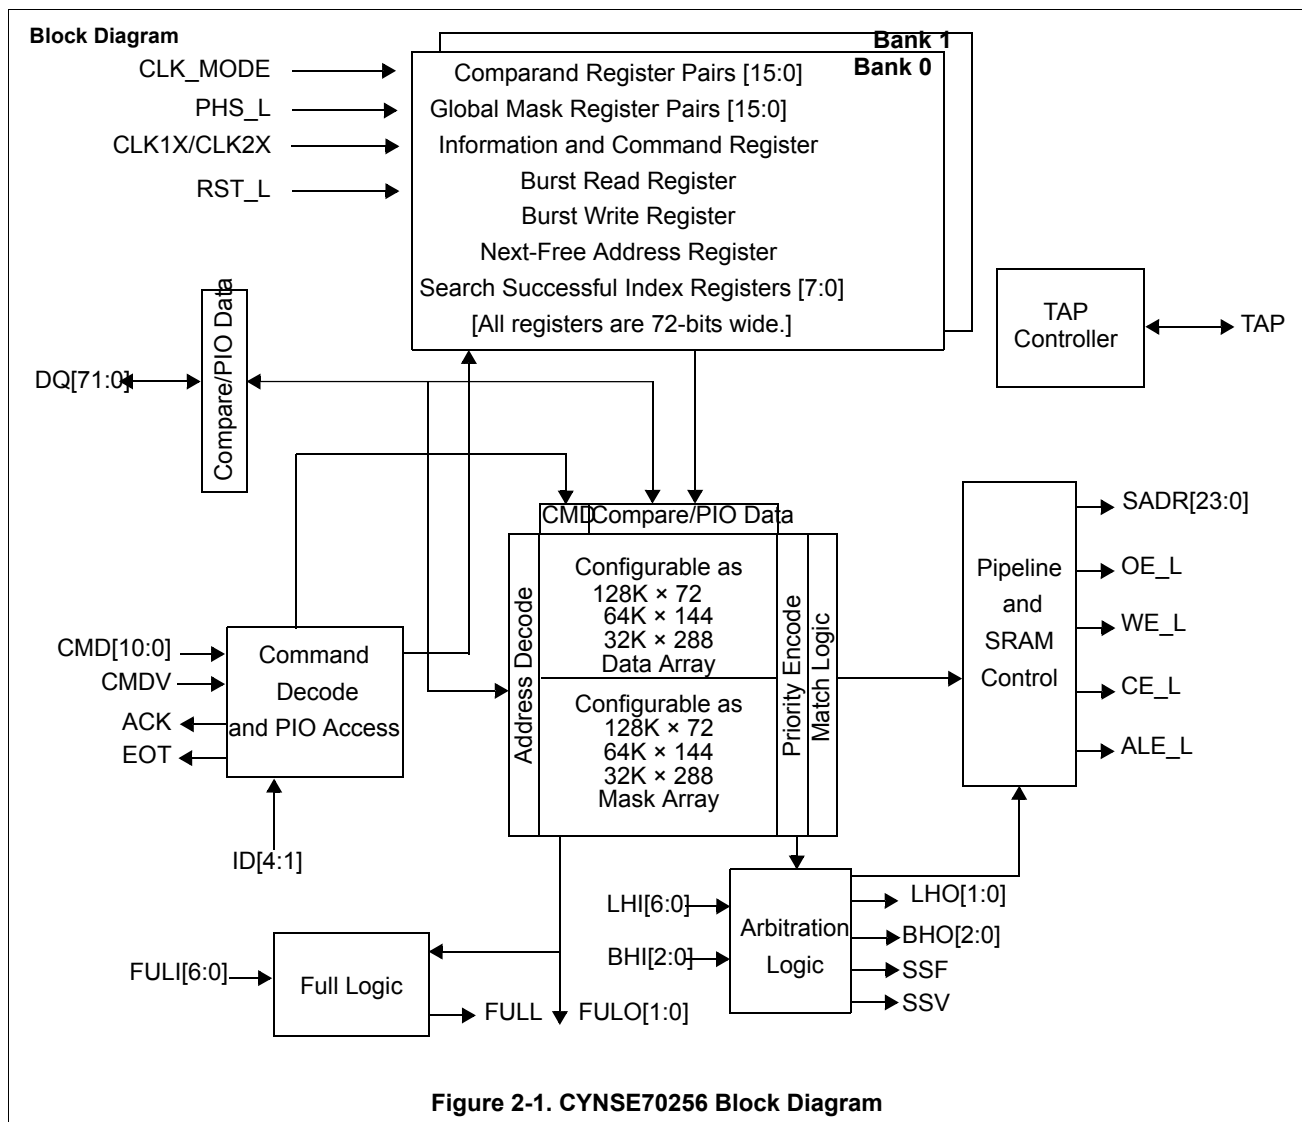 Block Diagram
Bank 1
Bank 0
CLK_MODE
PHS_L
CLK1X/CLK2X
RST_L
Comparand Register Pairs [15:0]
Global Mask Register Pairs [15:0]
Information and Command Register
Burst Read Register
Burst Write Register
Next-Free Address Register
Search Successful Index Registers [7:0]
[All registers are 72-bits wide.]
TAP
Controller
TAP
DQ[71:0]
Compare/PIO Data
CMD
Compare/PIO Data
Address Decode
Configurable as
128K × 72
64K × 144
32K × 288
Data Array
Configurable as
128K × 72
64K × 144
32K × 288
Mask Array
Priority Encode
Match Logic
Pipeline
and
SRAM
Control
SADR[23:0]
OE_L
WE_L
CE_L
ALE_L
CMD[10:0]
CMDV
ACK
EOT
Command
Decode
and PIO Access
ID[4:1]
LHI[6:0]
BHI[2:0]
Arbitration
Logic
LHO[1:0]
BHO[2:0]
SSF
SSV
FULI[6:0]
Full Logic
FULL
FULO[1:0]
Figure 2-1. CYNSE70256 Block Diagram